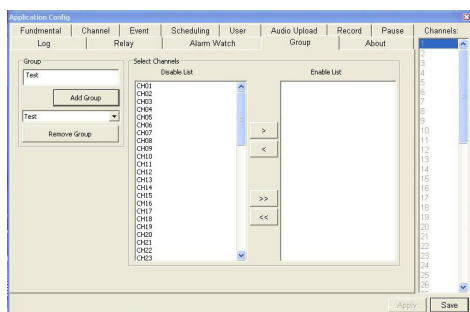 Application Config
Fundmental Channel Event Scheduling User Audio Upload Record Pause
Log Relay Alarm Watch Group About
Channels:
Group
Test
Add Group
Test
Remove Group
Select Channels
Disable List
Enable List
CH01
CH02
CH03
CH04
CH05
CH06
CH07
CH08
CH09
CH10
CH11
CH12
CH13
CH14
CH15
CH16
CH17
CH18
CH19
CH20
CH21
CH22
CH23
>
<
>>
<<
1
2
3
4
5
6
7
8
9
10
11
12
13
14
15
16
17
18
19
20
21
22
23
24
25
26
Apply Save